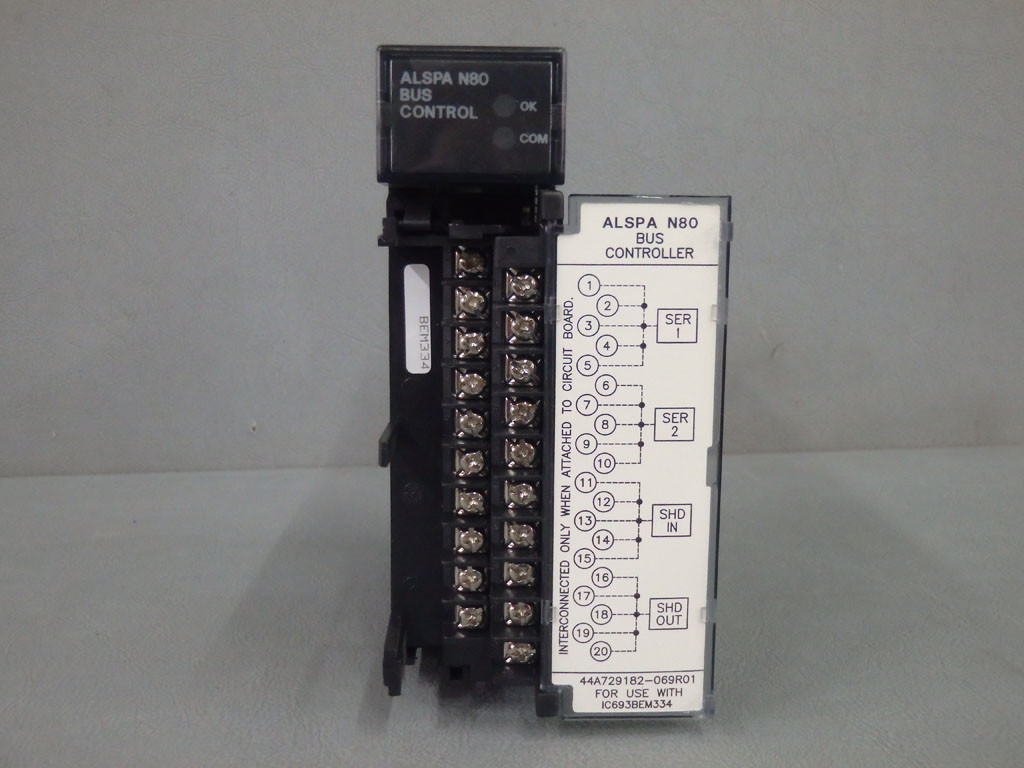 ALSPA N80
BUS
CONTROL
OK
COM
BEM334
ALSPA N80
BUS
CONTROLLER
INTERCONNECTED ONLY WHEN ATTACHED TO CIRCUIT BOARD.
1
2
3
4
5
SER
1
6
7
8
9
10
SER
2
11
12
13
14
15
SHD
IN
16
17
18
19
20
SHD
OUT
44A729182-069R01
FOR USE WITH
IC693BEM334